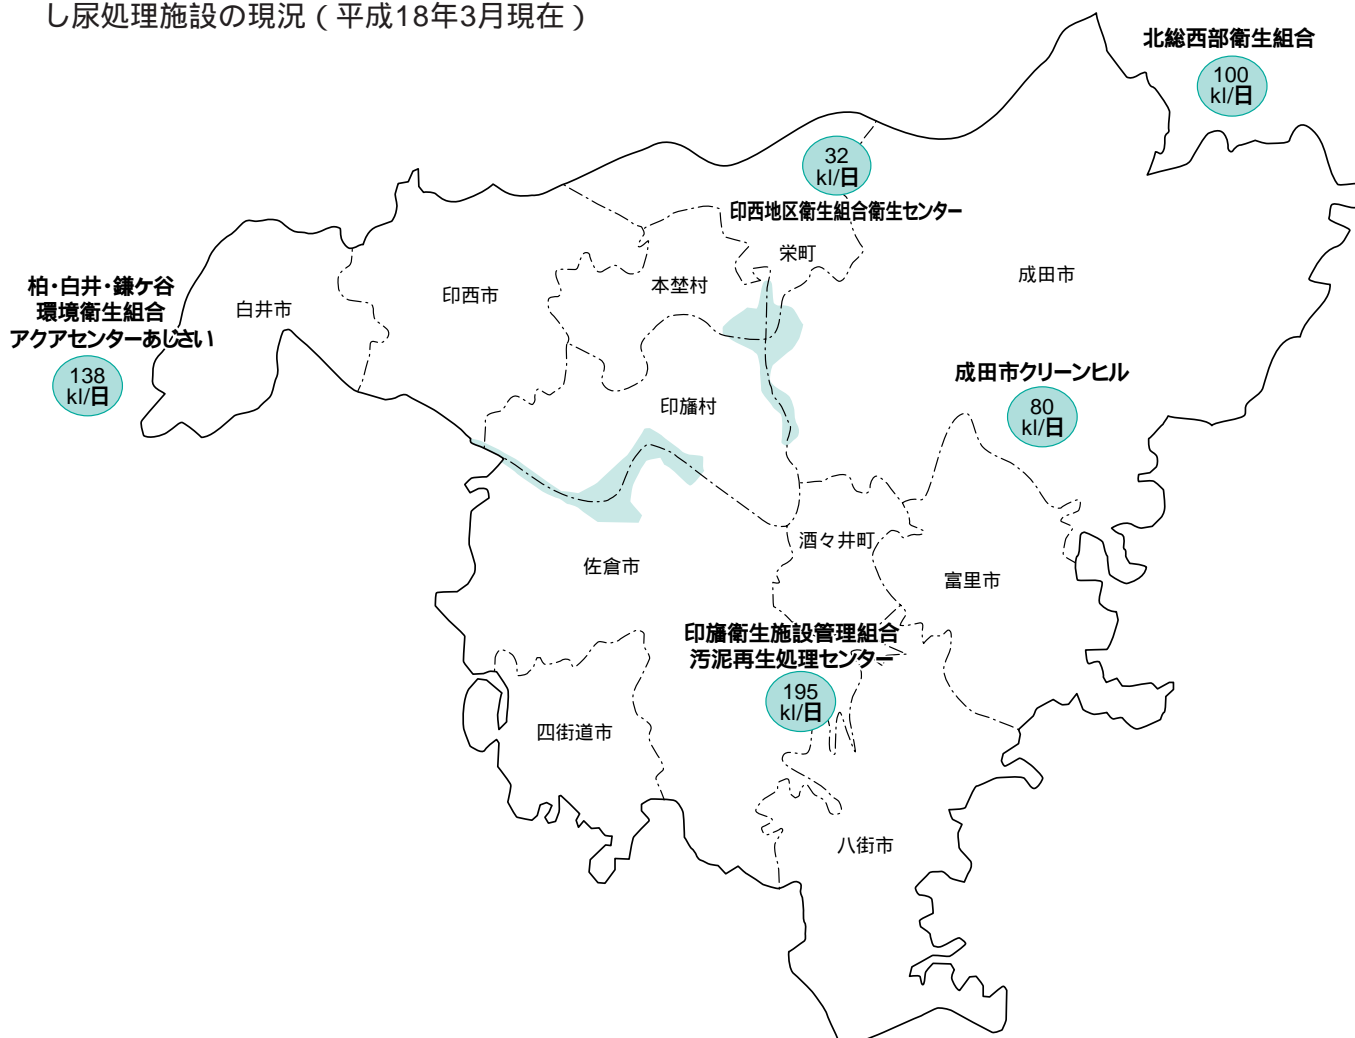 し尿処理施設の現況（平成18年3月現在）
北総西部衛生組合
100
kl/日
32
kl/日
印西地区衛生組合衛生センター
栄町
成田市
本埜村
印西市
白井市
柏・白井・鎌ケ谷
環境衛生組合
アクアセンターあじさい
138
kl/日
成田市クリーンヒル
80
kl/日
印旛村
酒々井町
佐倉市
富里市
印旛衛生施設管理組合
汚泥再生処理センター
195
kl/日
四街道市
八街市